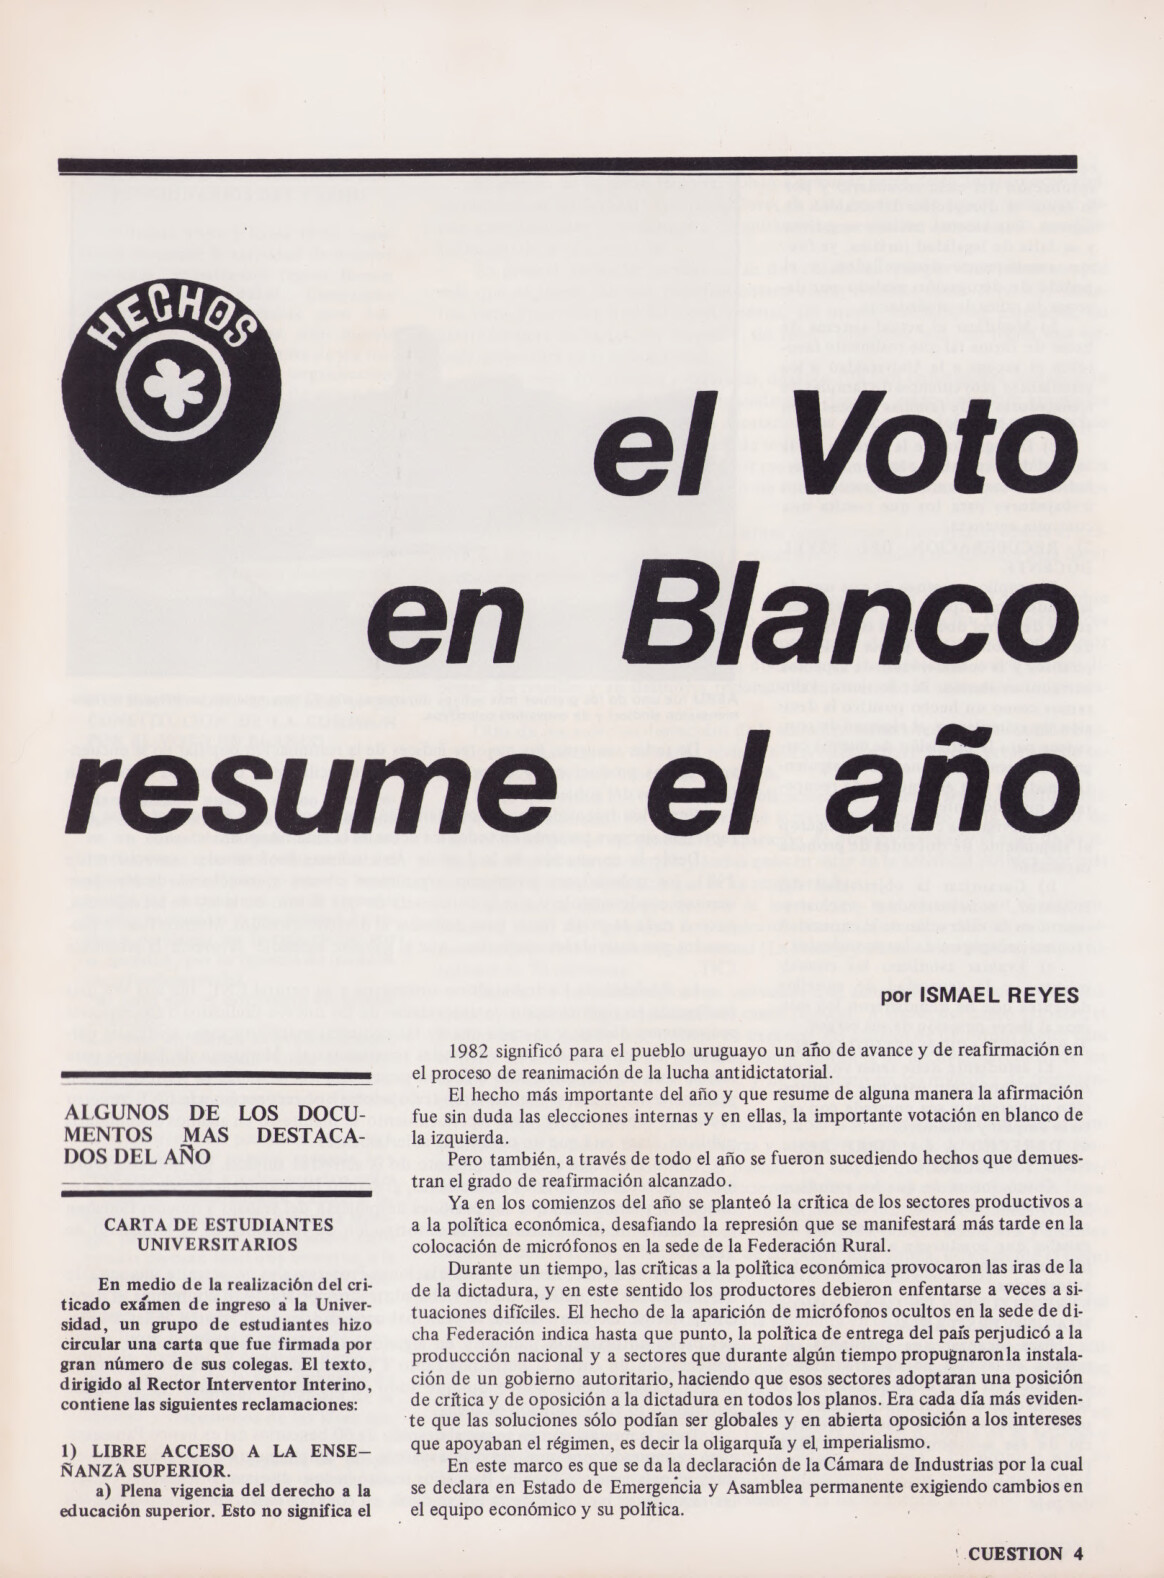 HECHOS
el Voto
en Blanco
resume el año
por ISMAEL REYES
ALGUNOS DE LOS DOCU-
MENTOS MAS DESTACA-
DOS DEL AÑO
CARTA DE ESTUDIANTES
UNIVERSITARIOS
En medio de la realización del cri-
ticado exámen de ingreso a la Univer-
sidad, un grupo de estudiantes hizo
circular una carta que fue firmada por
gran número de sus colegas. El texto,
dirigido al Rector Interventor Interino,
contiene las siguientes reclamaciones:
1) LIBRE ACCESO A LA ENSE—
ÑANZA SUPERIOR.
a) Plena vigencia del derecho a la
educación superior. Esto no significa el
1982 significó para el pueblo uruguayo un año de avance y de reafirmación en
el proceso de reanimación de la lucha antidictatorial.
El hecho más importante del año y que resume de alguna manera la afirmación
fue sin duda las elecciones internas y en ellas, la importante votación en blanco de
la izquierda.
Pero también, a través de todo el año se fueron sucediendo hechos que demues-
tran el grado de reafirmación alcanzado.
Ya en los comienzos del año se planteó la crítica de los sectores productivos a
a la política económica, desafiando la represión que se manifestará más tarde en la
colocación de micrófonos en la sede de la Federación Rural.
Durante un tiempo, las críticas a la política económica provocaron las iras de la
de la dictadura, y en este sentido los productores debieron enfentarse a veces a si-
tuaciones difíciles. El hecho de la aparición de micrófonos ocultos en la sede de di-
cha Federación indica hasta que punto, la política de entrega del país perjudicó a la
produccción nacional y a sectores que durante algún tiempo propugnaron la instala-
ción de un gobierno autoritario, haciendo que esos sectores adoptaran una posición
de crítica y de oposición a la dictadura en todos los planos. Era cada día más eviden-
te que las soluciones sólo podían ser globales y en abierta oposición a los intereses
que apoyaban el régimen, es decir la oligarquía y el imperialismo.
En este marco es que se da la declaración de la Cámara de Industrias por la cual
se declara en Estado de Emergencia y Asamblea permanente exigiendo cambios en
el equipo económico y su política.
CUESTION 4